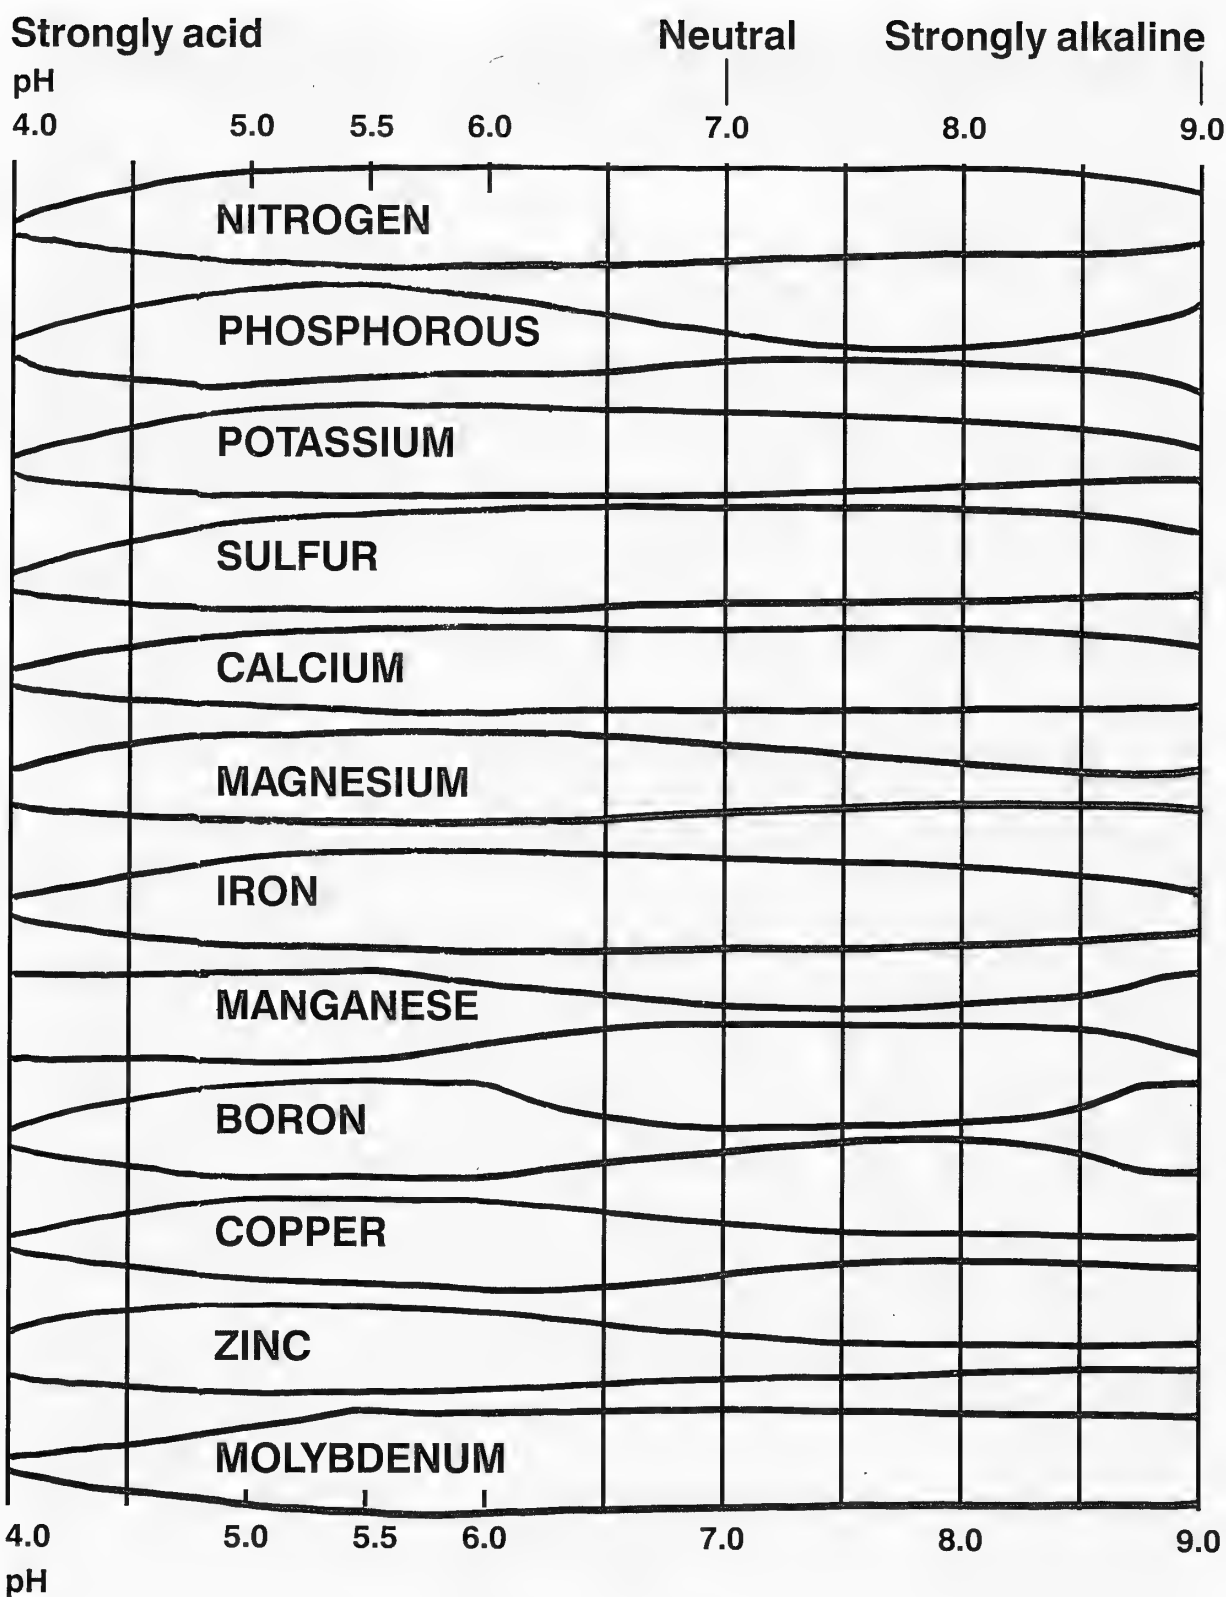 Strongly acid Neutral Strongly alkaline
pH
4.0 5.0 5.5 6.0 7.0 8.0 9.0
NITROGEN
PHOSPHOROUS
POTASSIUM
SULFUR
CALCIUM
MAGNESIUM
IRON
MANGANESE
BORON
COPPER
ZINC
MOLYBDENUM
4.0 5.0 5.5 6.0 7.0 8.0 9.0
pH